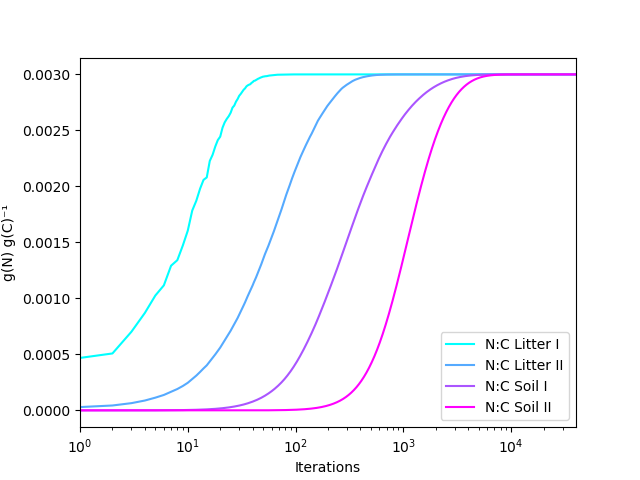 0.0030
0.0025
0.0020
0.0015
0.0010
0.0005
0.0000
g(N) g(C)⁻¹
10⁰ 10¹ 10² 10³ 10⁴
Iterations
N:C Litter I
N:C Litter II
N:C Soil I
N:C Soil II